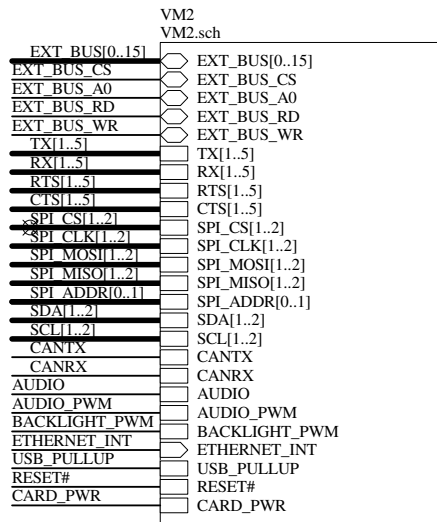 VM2
VM2.sch
EXT_BUS[0..15] EXT_BUS[0..15]
EXT_BUS_CS EXT_BUS_CS
EXT_BUS_A0 EXT_BUS_A0
EXT_BUS_RD EXT_BUS_RD
EXT_BUS_WR EXT_BUS_WR
TX[1..5] TX[1..5]
RX[1..5] RX[1..5]
RTS[1..5] RTS[1..5]
CTS[1..5] CTS[1..5]
SPI_CS[1..2] SPI_CS[1..2]
SPI_CLK[1..2] SPI_CLK[1..2]
SPI_MOSI[1..2] SPI_MOSI[1..2]
SPI_MISO[1..2] SPI_MISO[1..2]
SPI_ADDR[0..1] SPI_ADDR[0..1]
SDA[1..2] SDA[1..2]
SCL[1..2] SCL[1..2]
CANTX CANTX
CANRX CANRX
AUDIO AUDIO
AUDIO_PWM AUDIO_PWM
BACKLIGHT_PWM BACKLIGHT_PWM
ETHERNET_INT ETHERNET_INT
USB_PULLUP USB_PULLUP
RESET# RESET#
CARD_PWR CARD_PWR